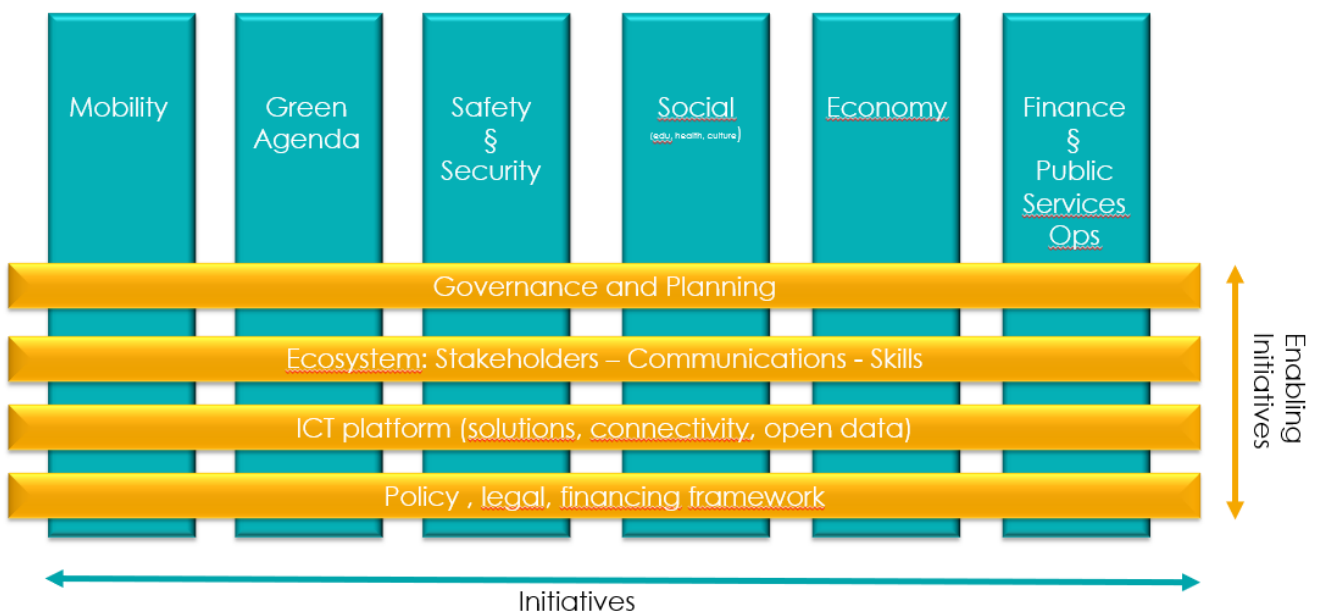 Mobility
Green
Agenda
Safety
§
Security
Social
(edu, health, culture)
Economy
Finance
§
Public
Services
Ops
Governance and Planning
Ecosystem: Stakeholders – Communications - Skills
ICT platform (solutions, connectivity, open data)
Policy , legal, financing framework
Enabling
Initiatives
Initiatives